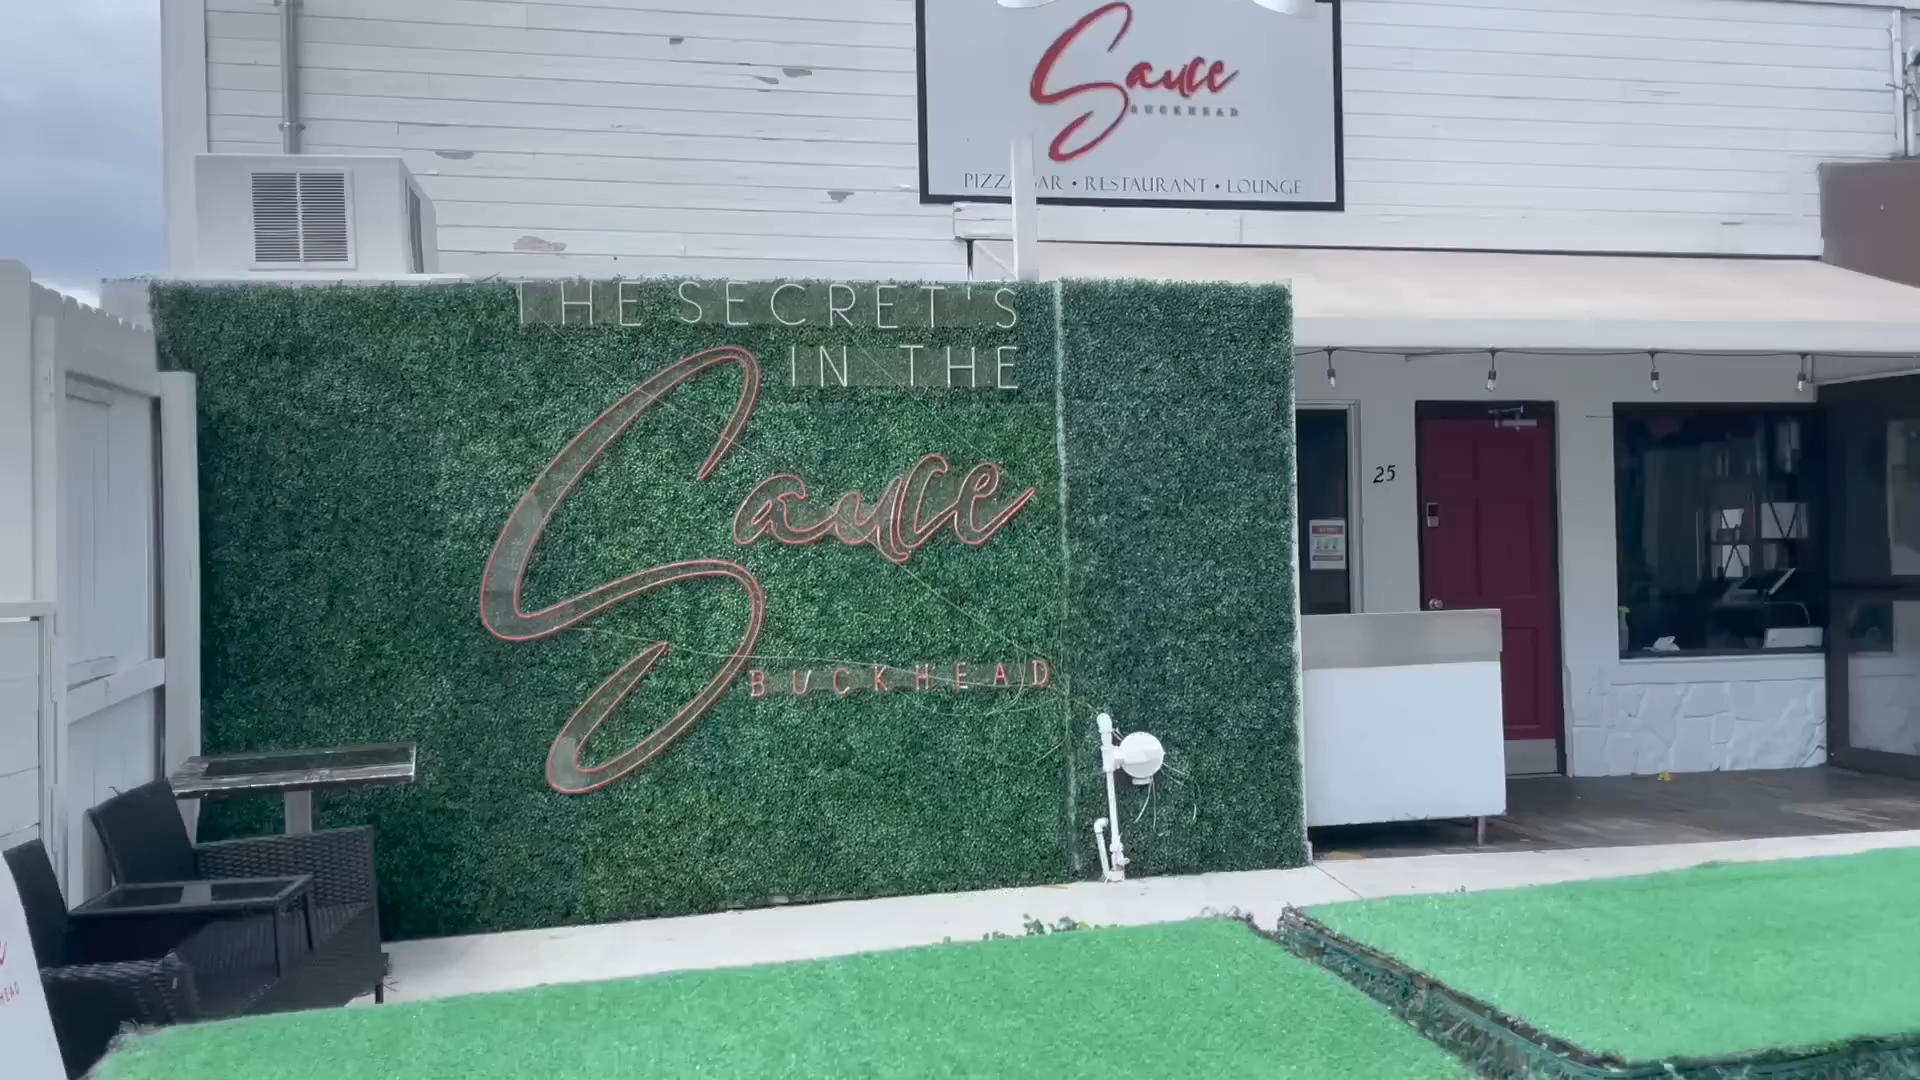 Sauce
BUCKHEAD
PIZZA BAR • RESTAURANT • LOUNGE
THE SECRET'S
IN THE
Sauce
BUCKHEAD
25